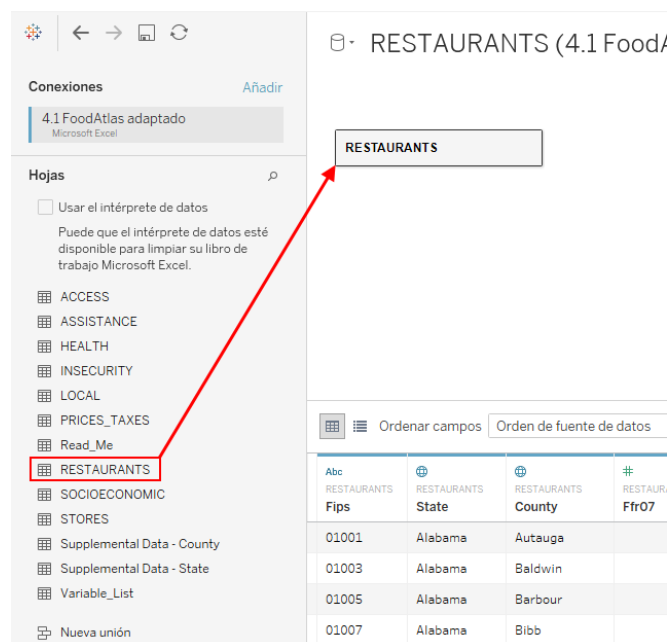 RESTAURANTS (4.1 FoodA
Conexiones
Añadir
4.1 FoodAtlas adaptado
Microsoft Excel
RESTAURANTS
Hojas
Usar el intérprete de datos
Puede que el intérprete de datos esté
disponible para limpiar su libro de
trabajo Microsoft Excel.
ACCESS
ASSISTANCE
HEALTH
INSECURITY
LOCAL
PRICES_TAXES
Read_Me
RESTAURANTS
SOCIOECONOMIC
STORES
Supplemental Data - County
Supplemental Data - State
Variable_List
Nueva unión
Ordenar campos Orden de fuente de datos
Abc #
RESTAURANTS RESTAURANTS RESTAURANTS RESTAURA
Fips State County Ffr07
01001 Alabama Autauga
01003 Alabama Baldwin
01005 Alabama Barbour
01007 Alabama Bibb